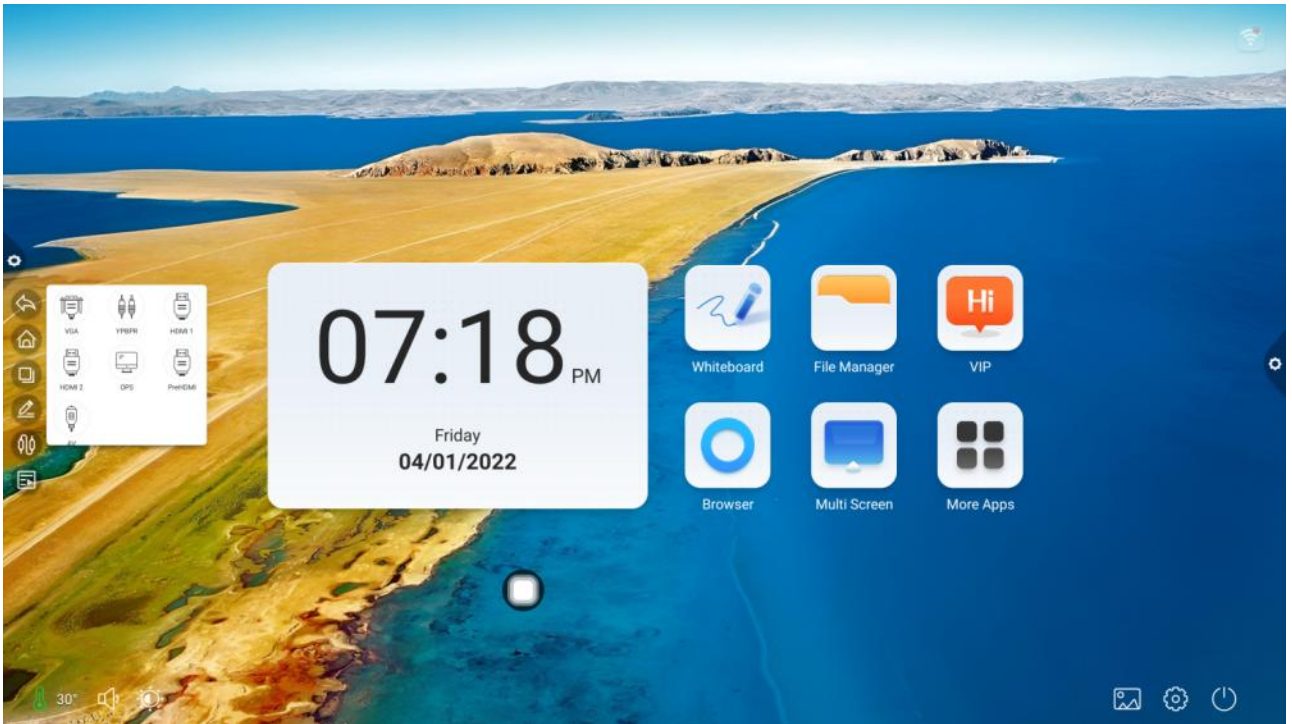 VGA YPBPR HDMI 1
HDMI 2 OPS PreHDMI
07:18 PM
Friday
04/01/2022
Hi
Whiteboard File Manager VIP
Browser Multi Screen More Apps
30°